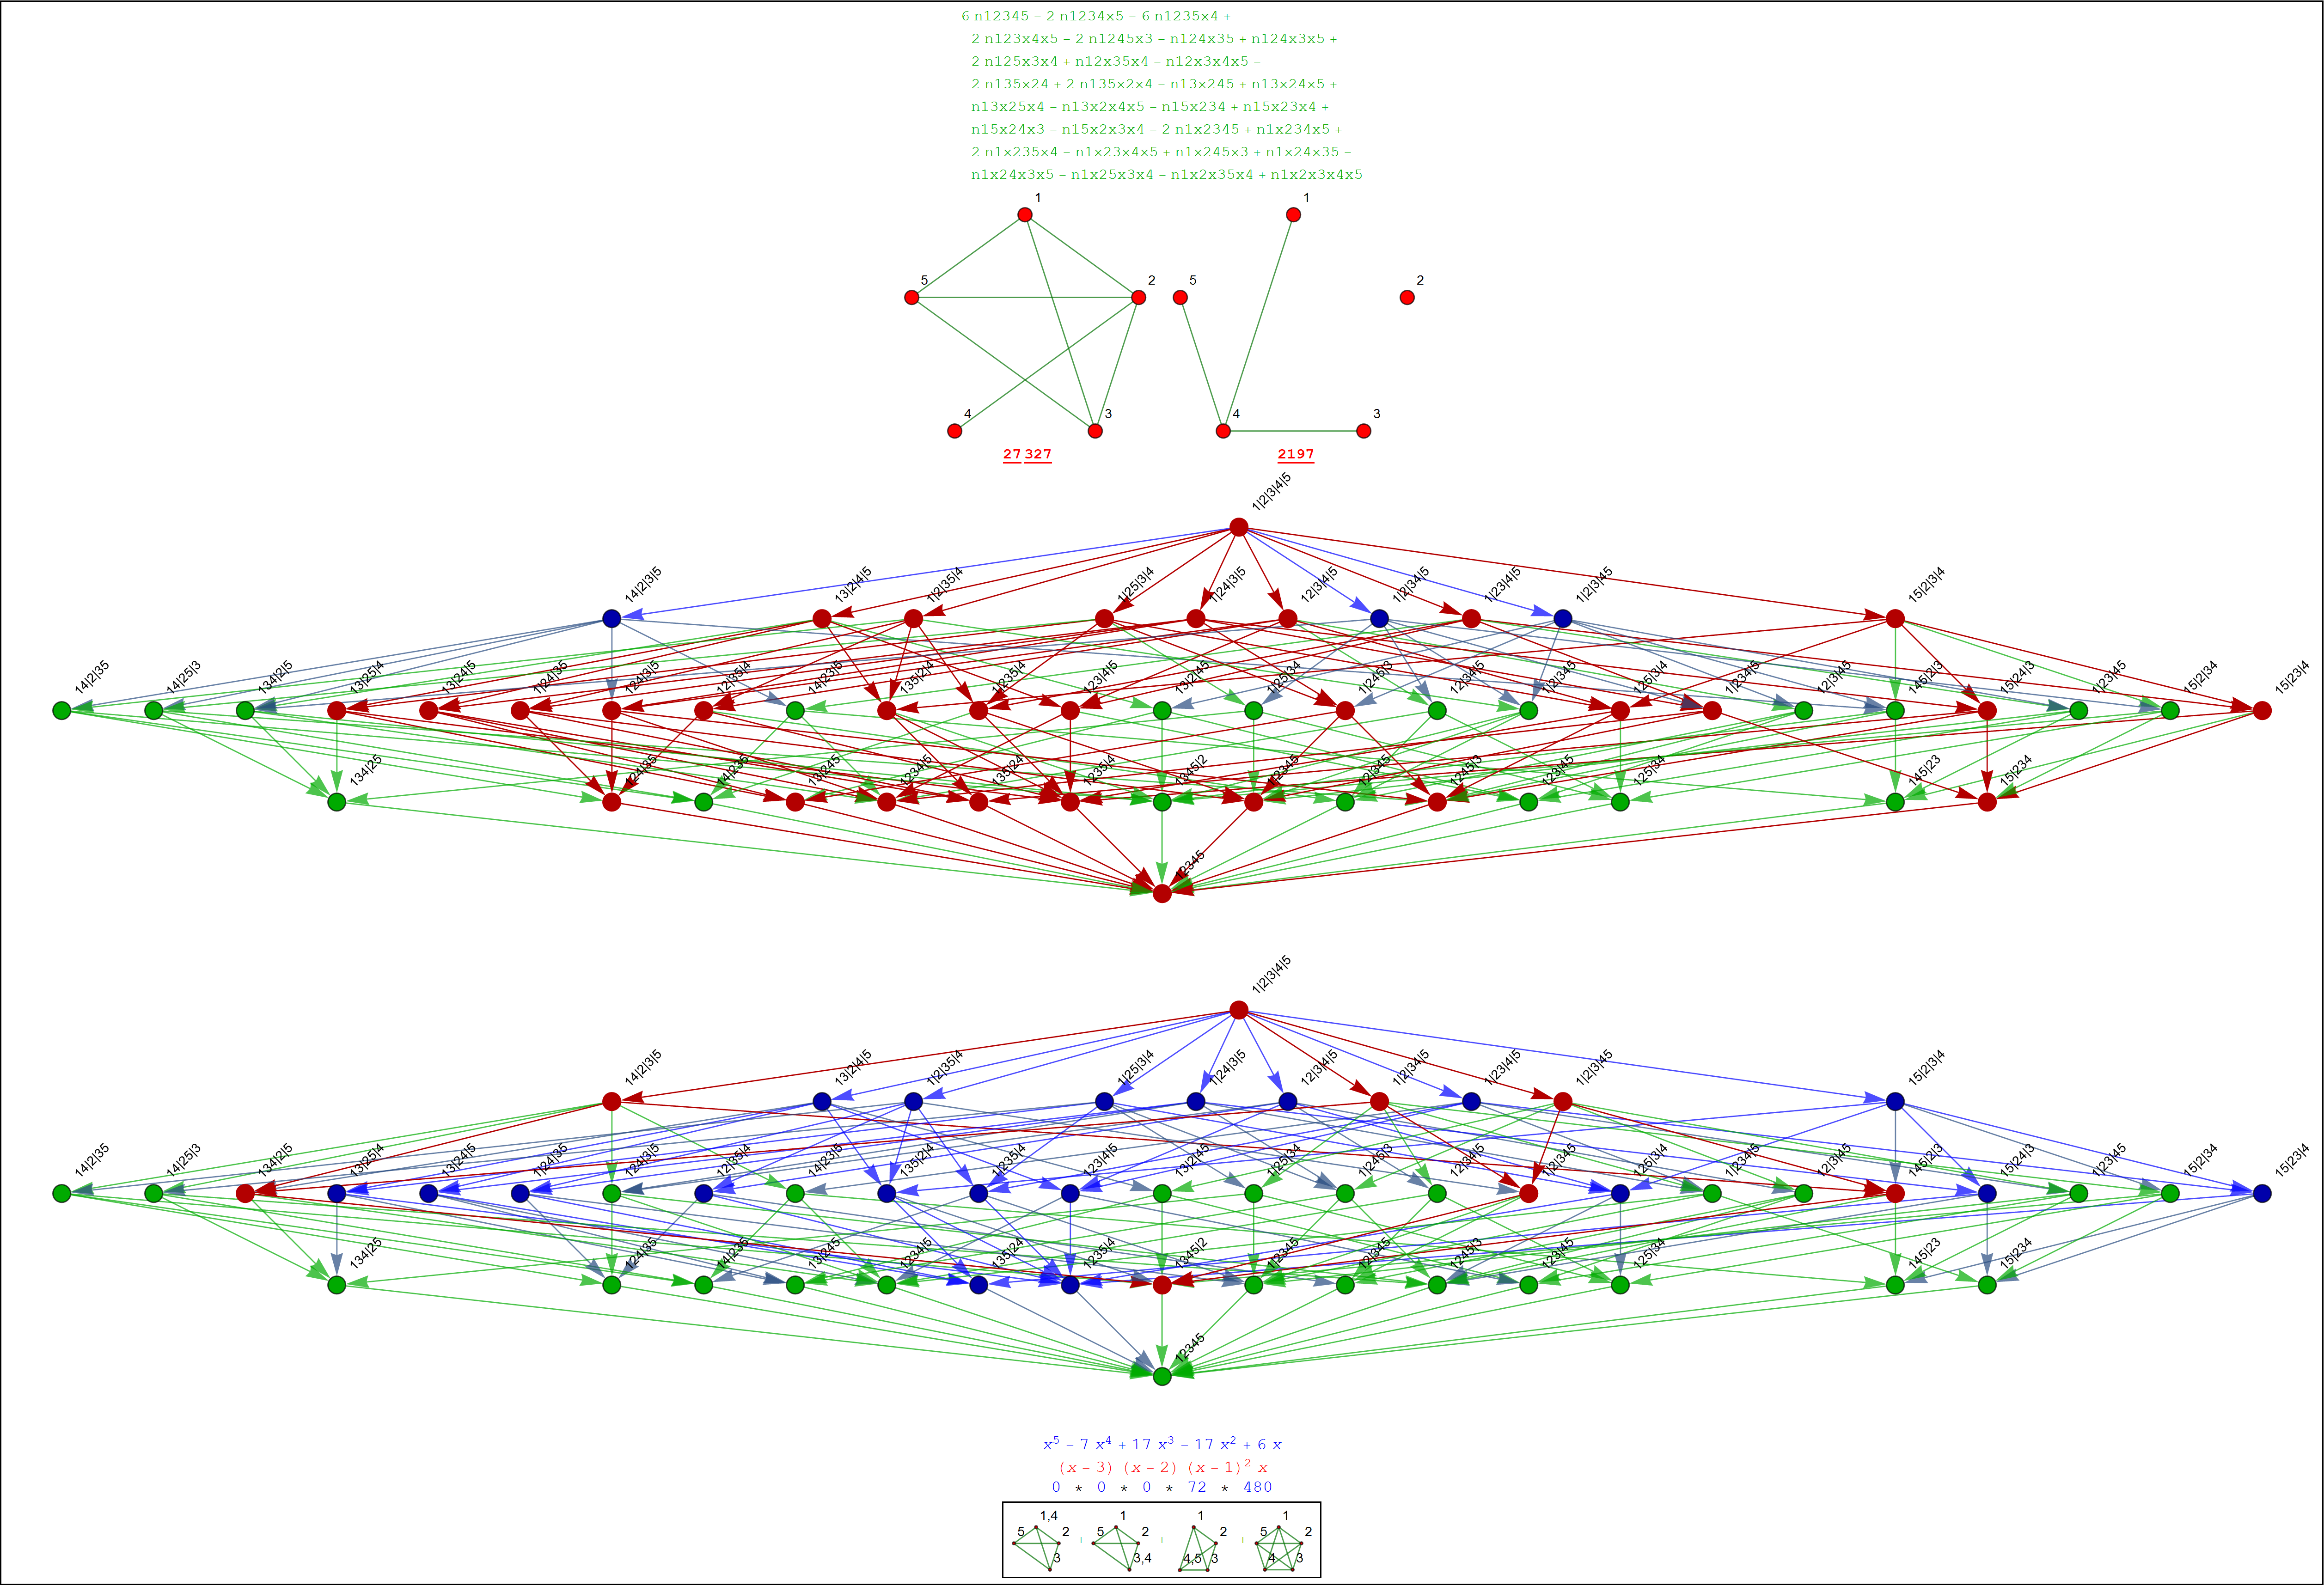 6 n12345 – 2 n1234x5 – 6 n1235x4 +
2 n123x4x5 – 2 n1245x3 – n124x35 + n124x3x5 +
2 n125x3x4 + n12x35x4 – n12x3x4x5 –
2 n135x24 + 2 n135x2x4 – n13x245 + n13x24x5 +
n13x25x4 – n13x2x4x5 – n15x234 + n15x23x4 +
n15x24x3 – n15x2x3x4 – 2 n1x2345 + n1x234x5 +
2 n1x235x4 – n1x23x4x5 + n1x245x3 + n1x24x35 –
n1x24x3x5 – n1x25x3x4 – n1x2x35x4 + n1x2x3x4x5
1 1
5 2 5 2
4 3 4 3
27 327 2197
1|2|3|4|5
14|2|3|5 13|2|4|5 1|2|35|4 1|25|3|4 1|24|3|5 12|3|4|5 1|2|34|5 1|23|4|5 1|2|3|45 15|2|3|4
14|2|35 14|25|3 134|2|5 13|25|4 13|24|5 1|24|35 124|3|5 12|35|4 14|23|5 135|2|4 1|235|4 123|4|5 13|2|45 1|25|34 1|245|3 12|34|5 1|2|345 125|3|4 1|234|5 12|3|45 145|2|3 15|24|3 1|23|45 15|2|34 15|23|4
134|25 124|35 14|235 13|245 1234|5 135|24 1235|4 1345|2 1|2345 12|345 1245|3 123|45 125|34 145|23 15|234
12345
1|2|3|4|5
14|2|3|5 13|2|4|5 1|2|35|4 1|25|3|4 1|24|3|5 12|3|4|5 1|2|34|5 1|23|4|5 1|2|3|45 15|2|3|4
14|2|35 14|25|3 134|2|5 13|25|4 13|24|5 1|24|35 124|3|5 12|35|4 14|23|5 135|2|4 1|235|4 123|4|5 13|2|45 1|25|34 1|245|3 12|34|5 1|2|345 125|3|4 1|234|5 12|3|45 145|2|3 15|24|3 1|23|45 15|2|34 15|23|4
134|25 124|35 14|235 13|245 1234|5 135|24 1235|4 1345|2 1|2345 12|345 1245|3 123|45 125|34 145|23 15|234
12345
x⁵ – 7 x⁴ + 17 x³ – 17 x² + 6 x
(x – 3) (x – 2) (x – 1)² x
0 * 0 * 0 * 72 * 480
1,4 1 1 1
5 2 + 5 2 + 2 + 5 2
3 3,4 4,5 3 4 3